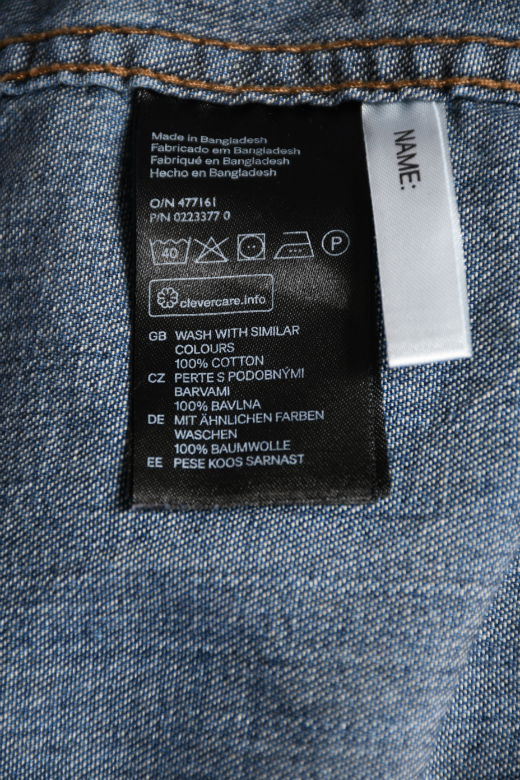 Made in Bangladesh
Fabricado em Bangladesh
Fabriqué en Bangladesh
Hecho en Bangladesh
O/N 477161
P/N 0223377 0
40
P
clevercare.info
GB WASH WITH SIMILAR
COLOURS
100% COTTON
CZ PERTE S PODOBNÝMI
BARVAMI
100% BAVLNA
DE MIT ÄHNLICHEN FARBEN
WASCHEN
100% BAUMWOLLE
EE PESE KOOS SARNAST
NAME: